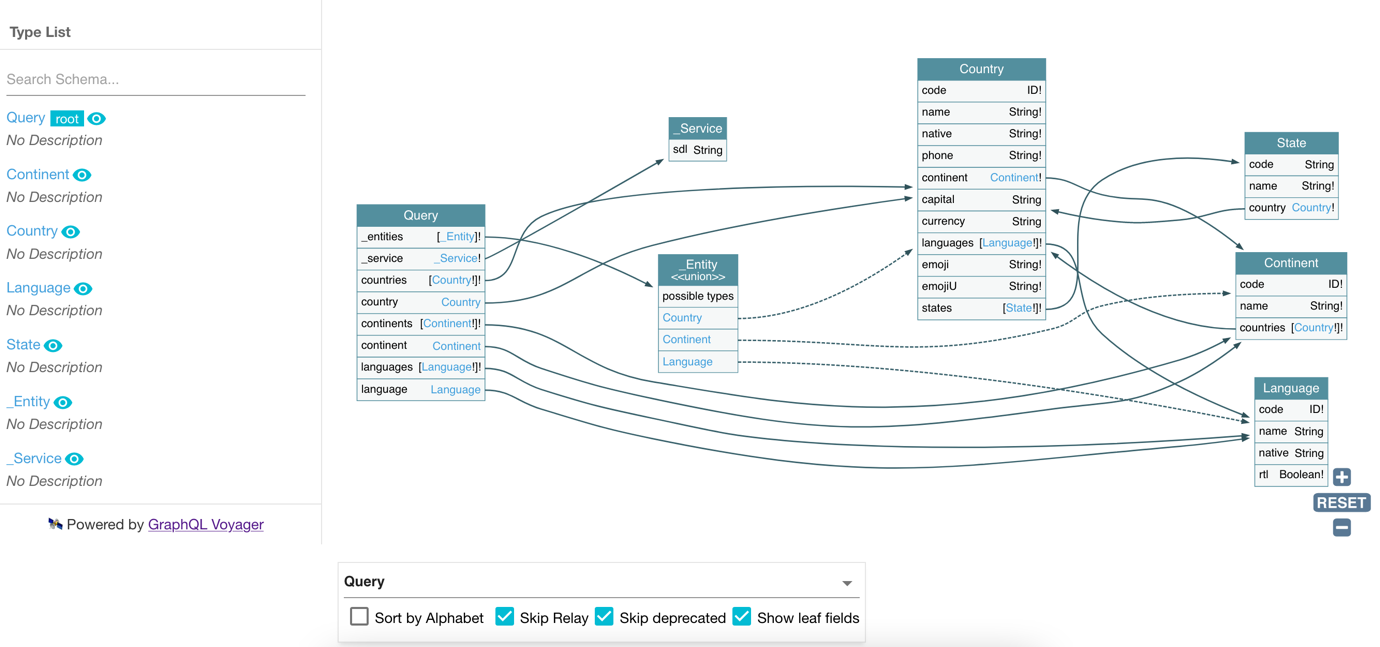 Type List
Search Schema...
Query root
No Description
Continent
No Description
Country
No Description
Language
No Description
State
No Description
_Entity
No Description
_Service
No Description
Powered by GraphQL Voyager
Query
_entities [_Entity]!
_service _Service!
countries [Country!]!
country Country
continents [Continent!]!
continent Continent
languages [Language!]!
language Language
_Service
sdl String
_Entity
<<union>>
possible types
Country
Continent
Language
Country
code ID!
name String!
native String!
phone String!
continent Continent!
capital String
currency String
languages [Language!]!
emoji String!
emojiU String!
states [State!]!
State
code String
name String!
country Country!
Continent
code ID!
name String!
countries [Country!]!
Language
code ID!
name String
native String
rtl Boolean!
RESET
Query
Sort by Alphabet Skip Relay Skip deprecated Show leaf fields